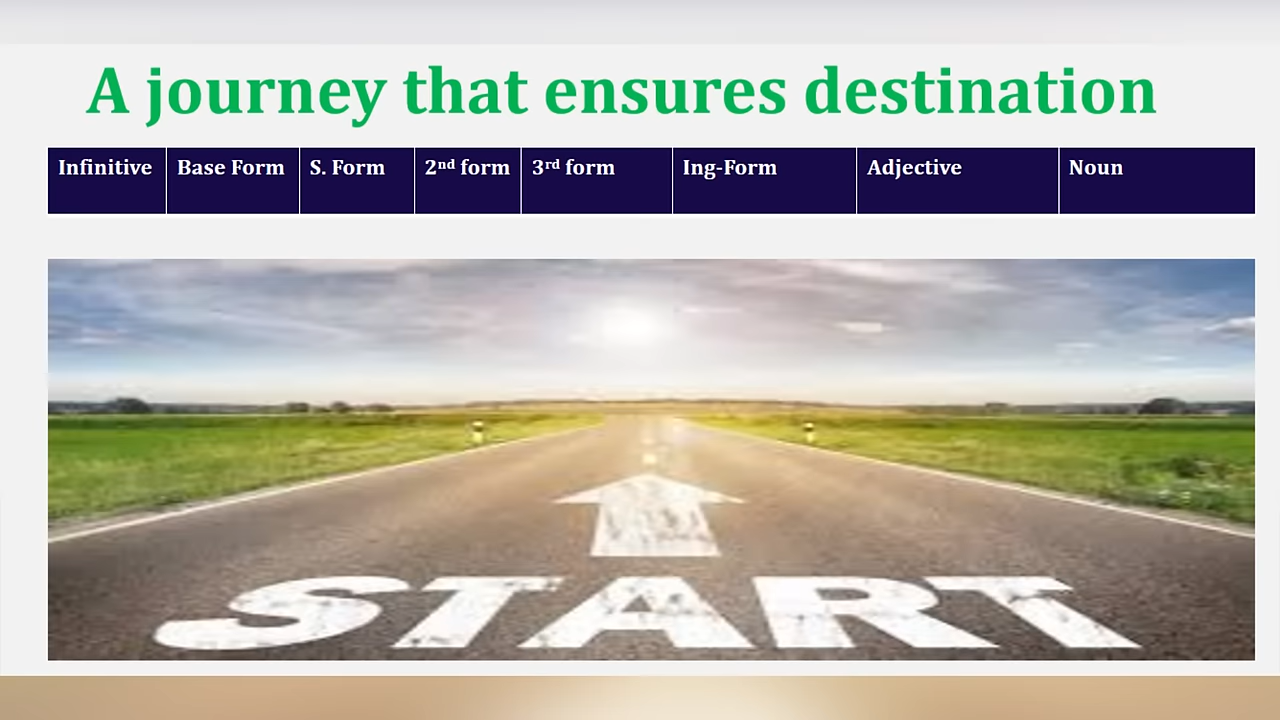 A journey that ensures destination
Infinitive Base Form S. Form 2nd form 3rd form Ing-Form Adjective Noun
START